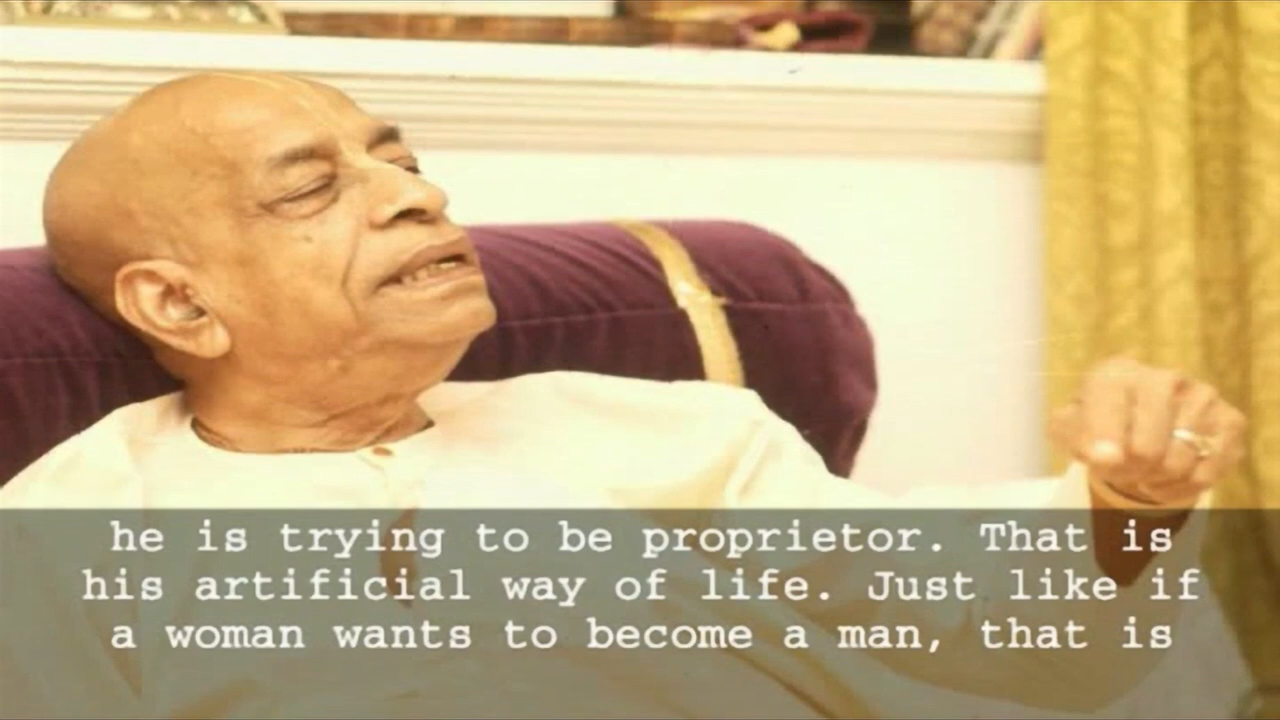 he is trying to be proprietor. That is
his artificial way of life. Just like if
a woman wants to become a man, that is